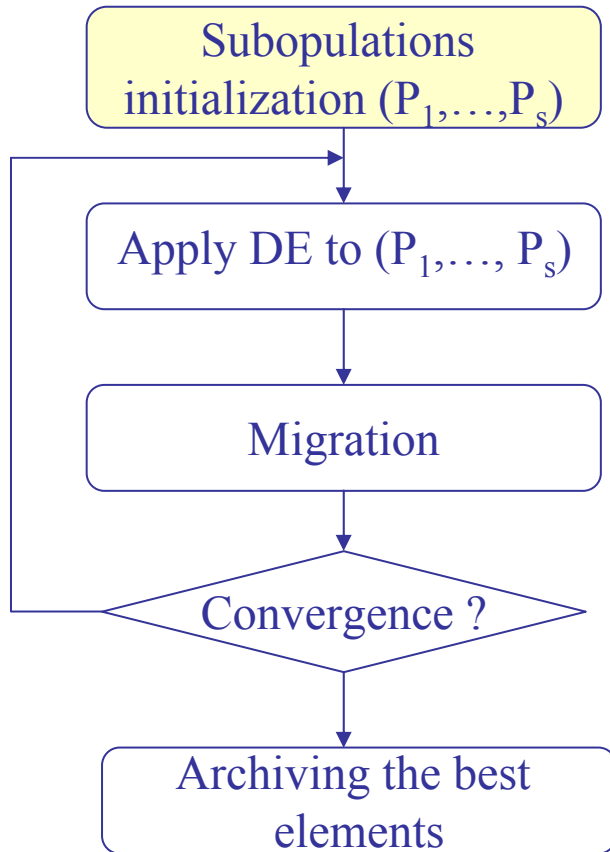 Subopulations
initialization (P₁,…,Pₛ)
Apply DE to (P₁,…, Pₛ)
Migration
Convergence ?
Archiving the best
elements